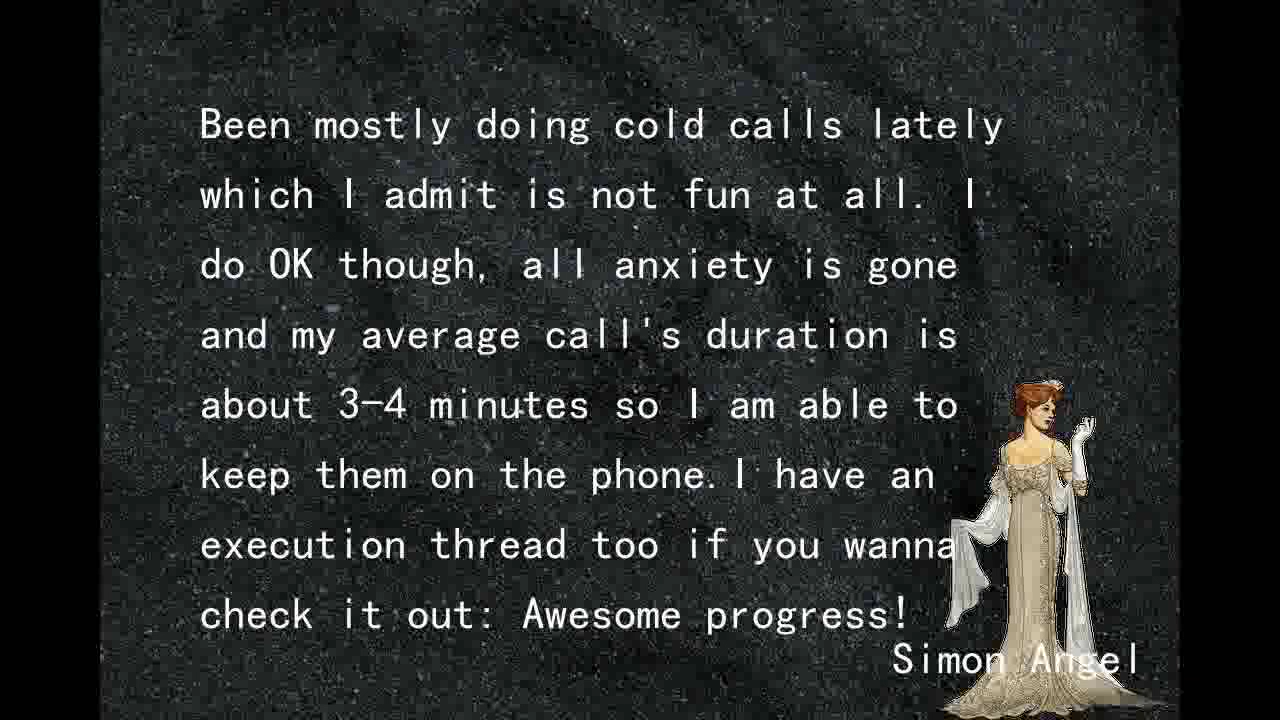 Been mostly doing cold calls lately
which I admit is not fun at all. I
do OK though, all anxiety is gone
and my average call's duration is
about 3-4 minutes so I am able to
keep them on the phone.I have an
execution thread too if you wanna
check it out: Awesome progress!
Simon Angel